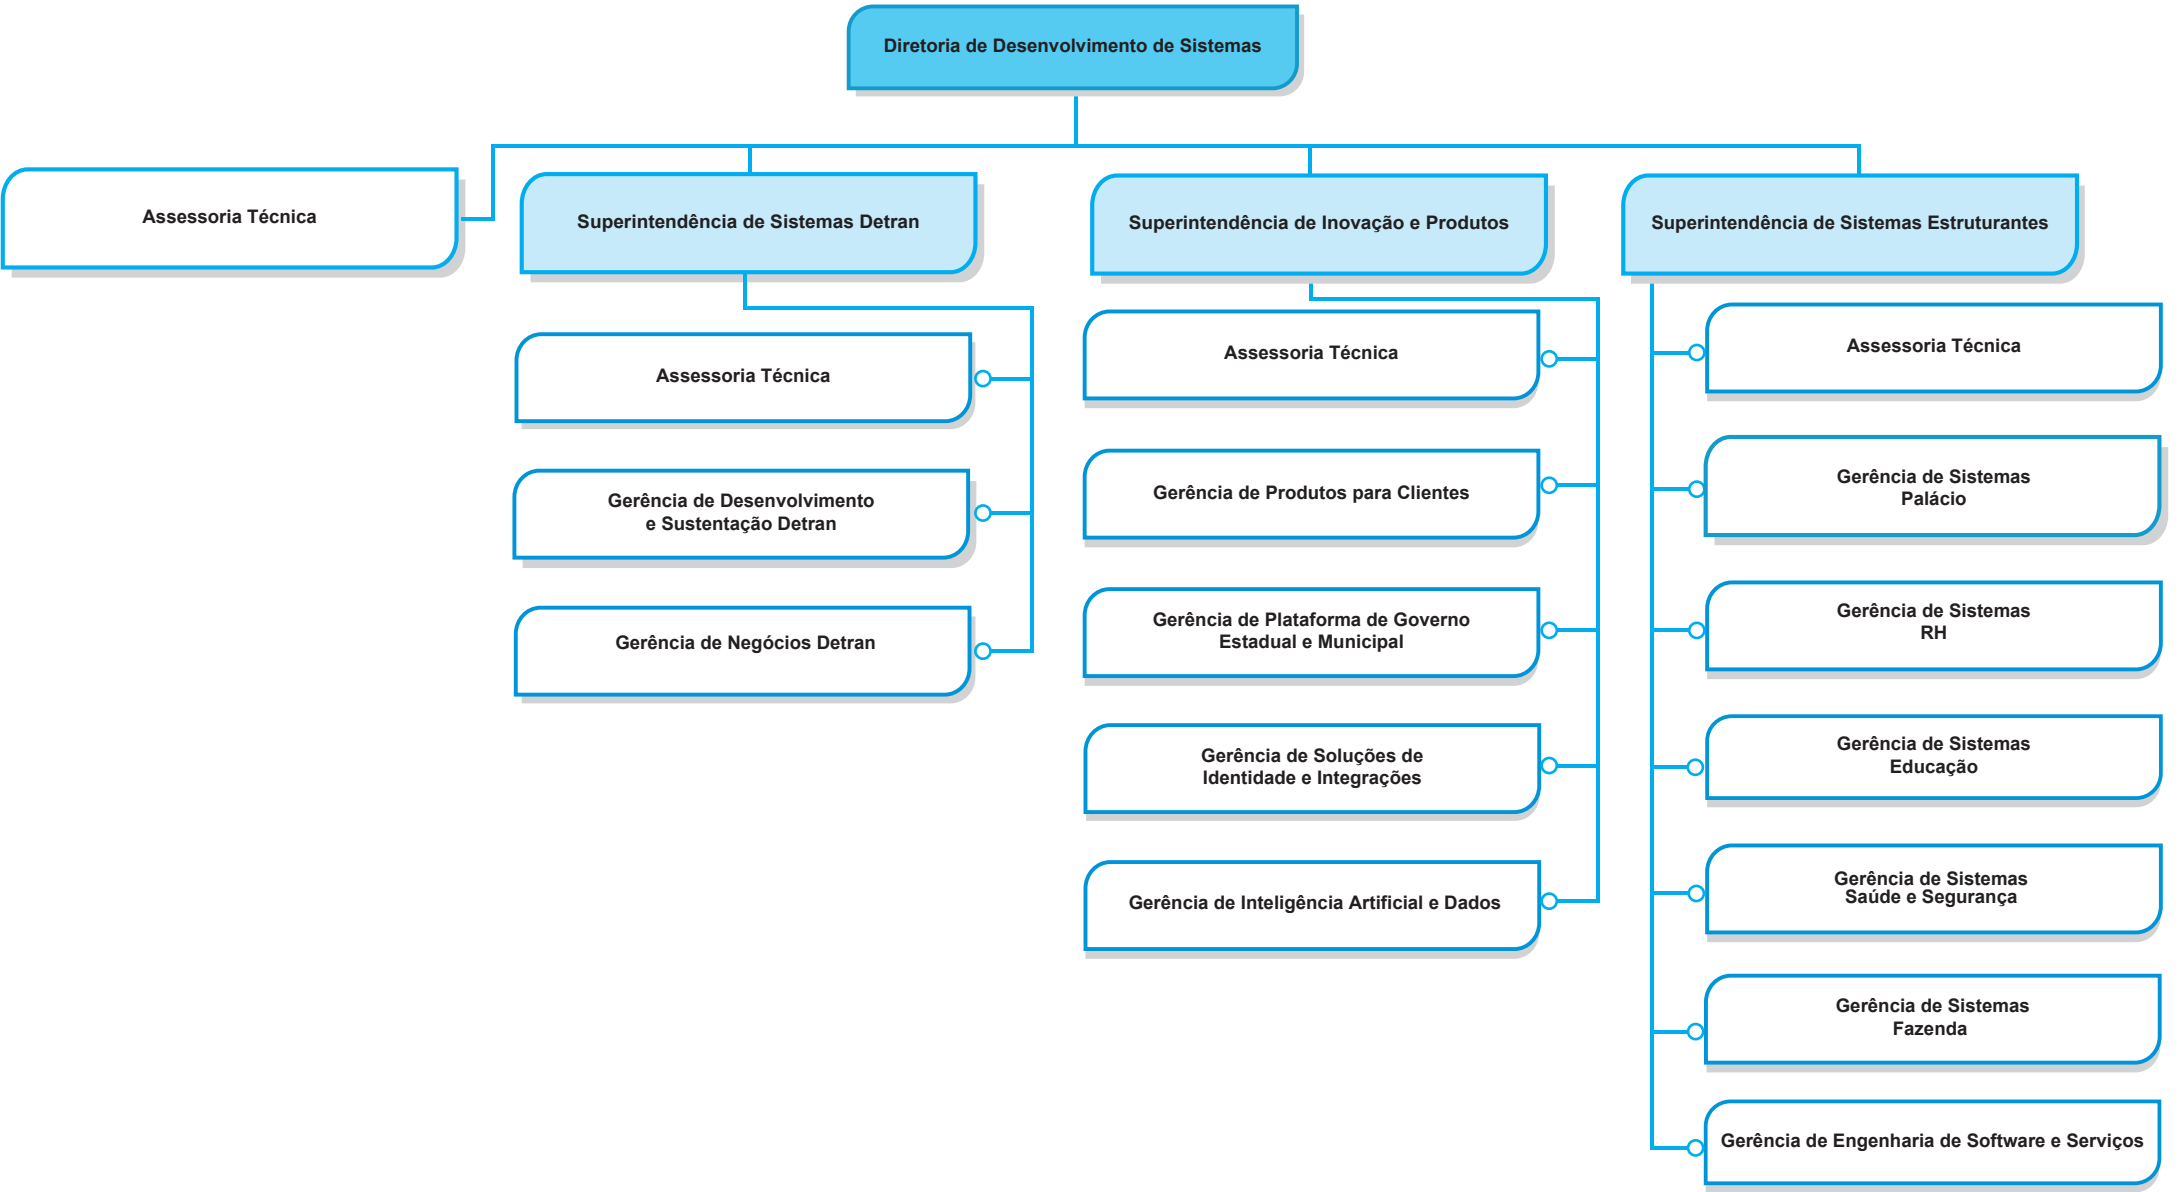 Diretoria de Desenvolvimento de Sistemas
Assessoria Técnica
Superintendência de Sistemas Detran
Assessoria Técnica
Gerência de Desenvolvimento
e Sustentação Detran
Gerência de Negócios Detran
Superintendência de Inovação e Produtos
Assessoria Técnica
Gerência de Produtos para Clientes
Gerência de Plataforma de Governo
Estadual e Municipal
Gerência de Soluções de
Identidade e Integrações
Gerência de Inteligência Artificial e Dados
Superintendência de Sistemas Estruturantes
Assessoria Técnica
Gerência de Sistemas
Palácio
Gerência de Sistemas
RH
Gerência de Sistemas
Educação
Gerência de Sistemas
Saúde e Segurança
Gerência de Sistemas
Fazenda
Gerência de Engenharia de Software e Serviços